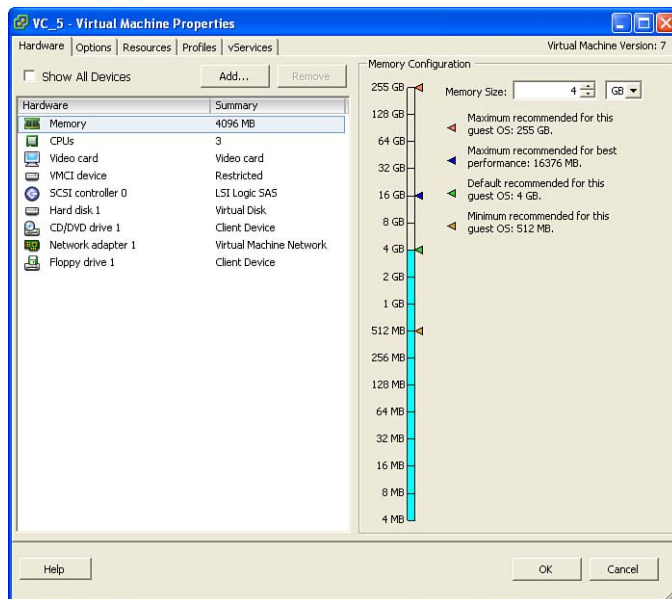 VC_5 - Virtual Machine Properties
Hardware Options Resources Profiles vServices Virtual Machine Version: 7
Show All Devices Add... Remove
Hardware Summary
Memory 4096 MB
CPUs 3
Video card Video card
VMCI device Restricted
SCSI controller 0 LSI Logic SAS
Hard disk 1 Virtual Disk
CD/DVD drive 1 Client Device
Network adapter 1 Virtual Machine Network
Floppy drive 1 Client Device
Memory Configuration
255 GB
128 GB
64 GB
32 GB
16 GB
8 GB
4 GB
2 GB
1 GB
512 MB
256 MB
128 MB
64 MB
32 MB
16 MB
8 MB
4 MB
Memory Size: 4 GB
Maximum recommended for this
guest OS: 255 GB.
Maximum recommended for best
performance: 16376 MB.
Default recommended for this
guest OS: 4 GB.
Minimum recommended for this
guest OS: 512 MB.
Help OK Cancel